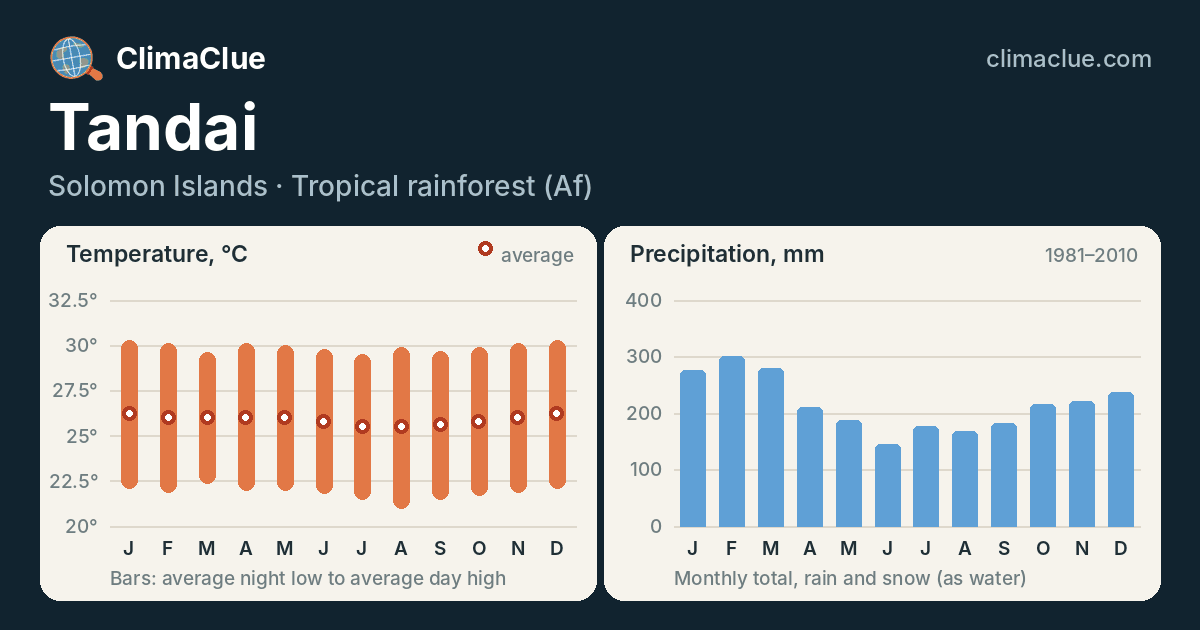 ClimaClue
climaclue.com
Tandai
Solomon Islands · Tropical rainforest (Af)
Temperature, °C
average
32.5°
30°
27.5°
25°
22.5°
20°
J F M A M J J A S O N D
Bars: average night low to average day high
Precipitation, mm
1981–2010
400
300
200
100
0
J F M A M J J A S O N D
Monthly total, rain and snow (as water)